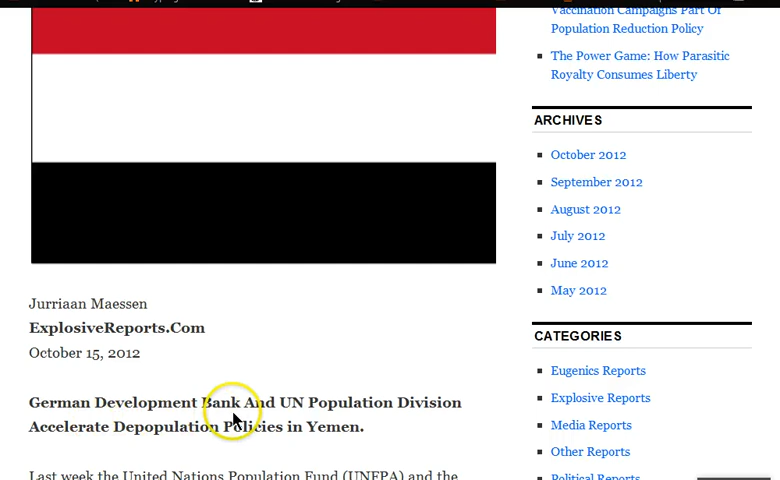 Jurriaan Maessen
ExplosiveReports.Com
October 15, 2012
German Development Bank And UN Population Division
Accelerate Depopulation Policies in Yemen.
Last week the United Nations Population Fund (UNFPA) and the
Vaccination Campaigns Part Of
Population Reduction Policy
The Power Game: How Parasitic
Royalty Consumes Liberty
ARCHIVES
October 2012
September 2012
August 2012
July 2012
June 2012
May 2012
CATEGORIES
Eugenics Reports
Explosive Reports
Media Reports
Other Reports
Political Reports